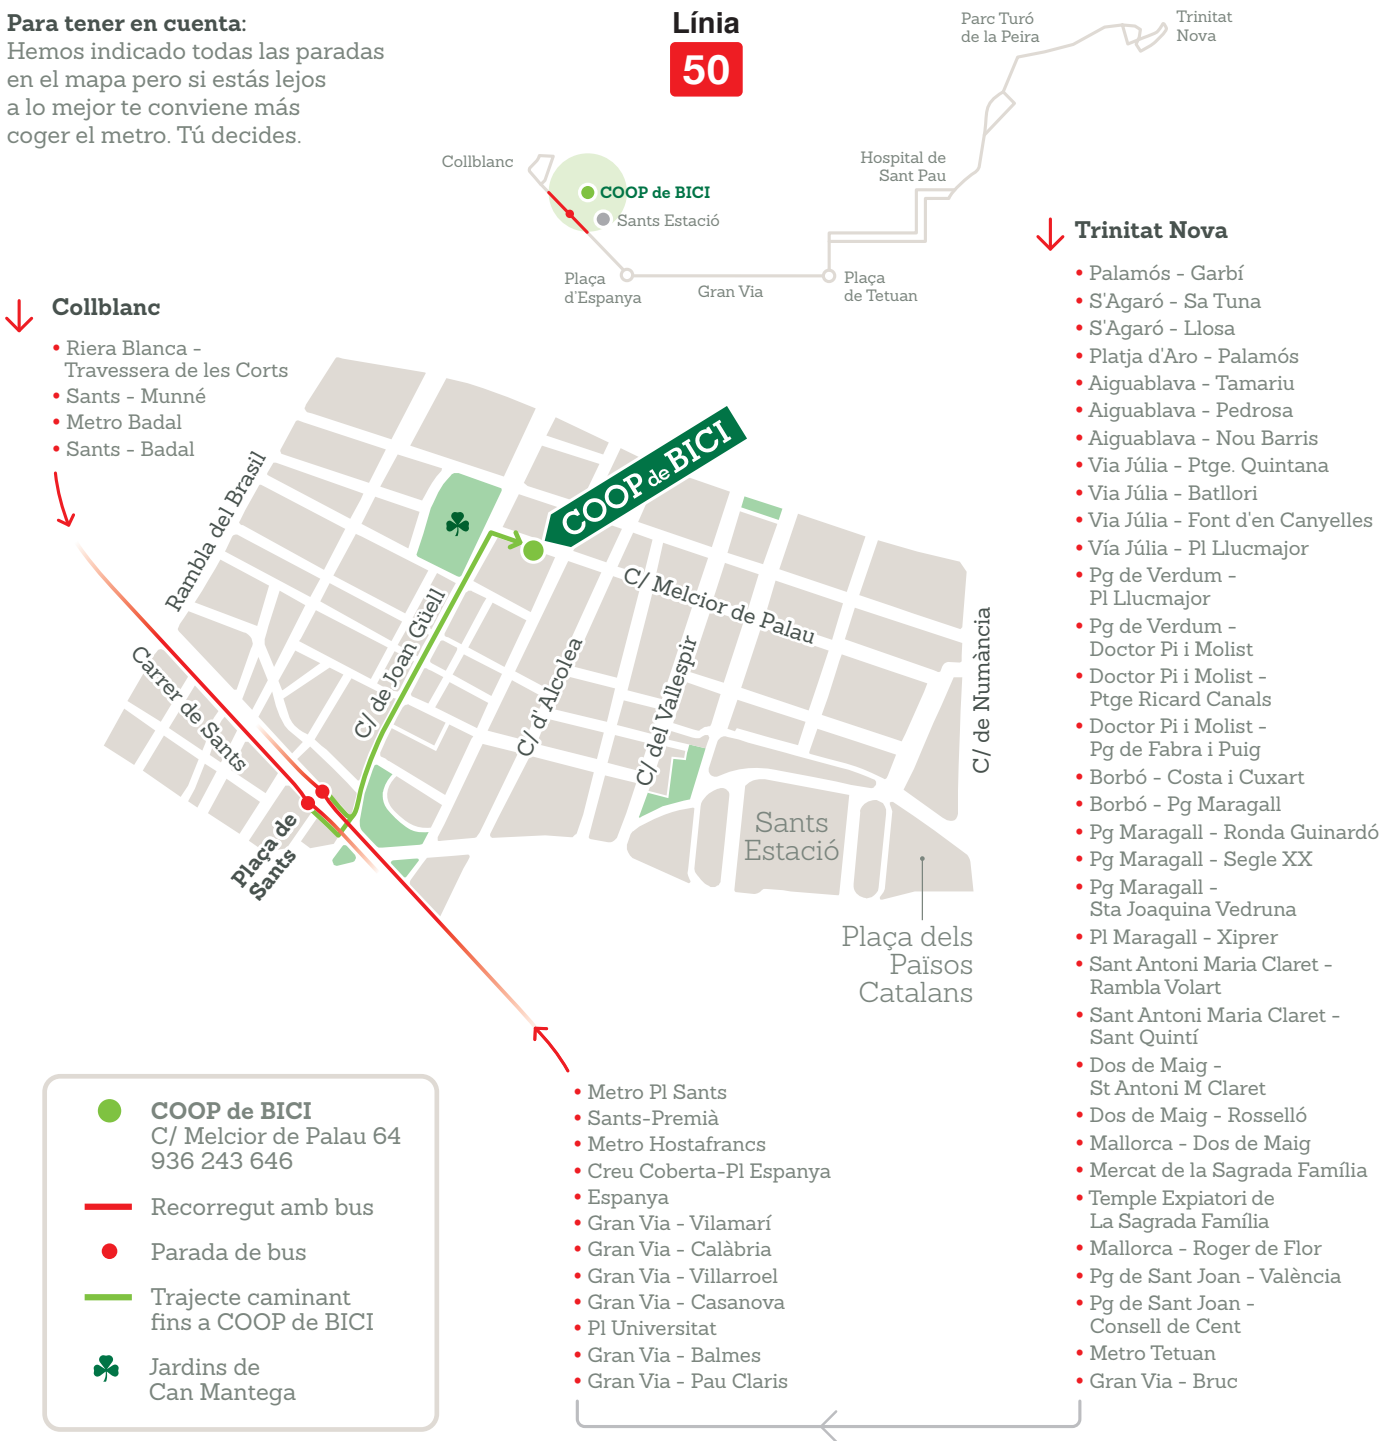 Para tener en cuenta:
Hemos indicado todas las paradas
en el mapa pero si estás lejos
a lo mejor te conviene más
coger el metro. Tú decides.
Línia
50
Parc Turó
de la Peira
Trinitat
Nova
Collblanc
COOP de BICI
Sants Estació
Hospital de
Sant Pau
Plaça
d'Espanya
Gran Via
Plaça
de Tetuan
Collblanc
• Riera Blanca -
Travessera de les Corts
• Sants - Munné
• Metro Badal
• Sants - Badal
Rambla del Brasil
Carrer de Sants
C/ de Joan Güell
COOP de BICI
C/ Melcior de Palau
C/ d'Alcolea
C/ del Vallespir
C/ de Numància
Plaça de
Sants
Sants
Estació
Plaça dels
Països
Catalans
Trinitat Nova
• Palamós - Garbí
• S'Agaró - Sa Tuna
• S'Agaró - Llosa
• Platja d'Aro - Palamós
• Aiguablava - Tamariu
• Aiguablava - Pedrosa
• Aiguablava - Nou Barris
• Via Júlia - Ptge. Quintana
• Via Júlia - Batllori
• Via Júlia - Font d'en Canyelles
• Vía Júlia - Pl Llucmajor
• Pg de Verdum -
Pl Llucmajor
• Pg de Verdum -
Doctor Pi i Molist
• Doctor Pi i Molist -
Ptge Ricard Canals
• Doctor Pi i Molist -
Pg de Fabra i Puig
• Borbó - Costa i Cuxart
• Borbó - Pg Maragall
• Pg Maragall - Ronda Guinardó
• Pg Maragall - Segle XX
• Pg Maragall -
Sta Joaquina Vedruna
• Pl Maragall - Xiprer
• Sant Antoni Maria Claret -
Rambla Volart
• Sant Antoni Maria Claret -
Sant Quintí
• Dos de Maig -
St Antoni M Claret
• Dos de Maig - Rosselló
• Mallorca - Dos de Maig
• Mercat de la Sagrada Família
• Temple Expiatori de
La Sagrada Família
• Mallorca - Roger de Flor
• Pg de Sant Joan - València
• Pg de Sant Joan -
Consell de Cent
• Metro Tetuan
• Gran Via - Bruc
• Metro Pl Sants
• Sants-Premià
• Metro Hostafrancs
• Creu Coberta-Pl Espanya
• Espanya
• Gran Via - Vilamarí
• Gran Via - Calàbria
• Gran Via - Villarroel
• Gran Via - Casanova
• Pl Universitat
• Gran Via - Balmes
• Gran Via - Pau Claris
COOP de BICI
C/ Melcior de Palau 64
936 243 646
Recorregut amb bus
Parada de bus
Trajecte caminant
fins a COOP de BICI
Jardins de
Can Mantega